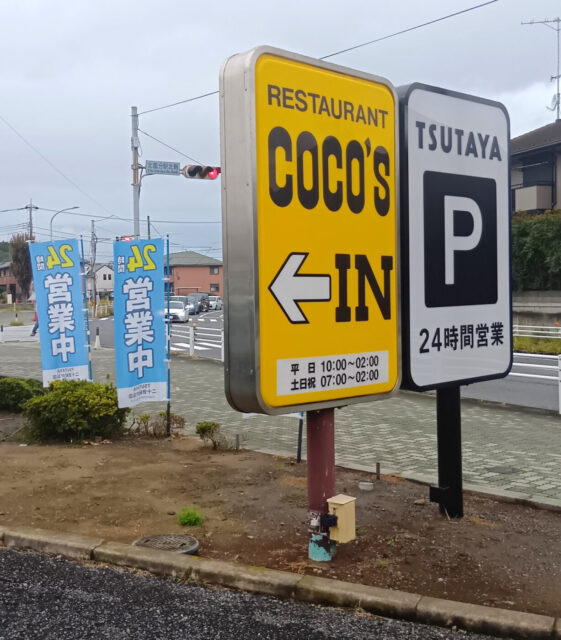 RESTAURANT
COCO'S
IN
平日 10:00~02:00
土日祝 07:00~02:00
TSUTAYA
P
24時間営業
24時間
営業中
24時間
営業中